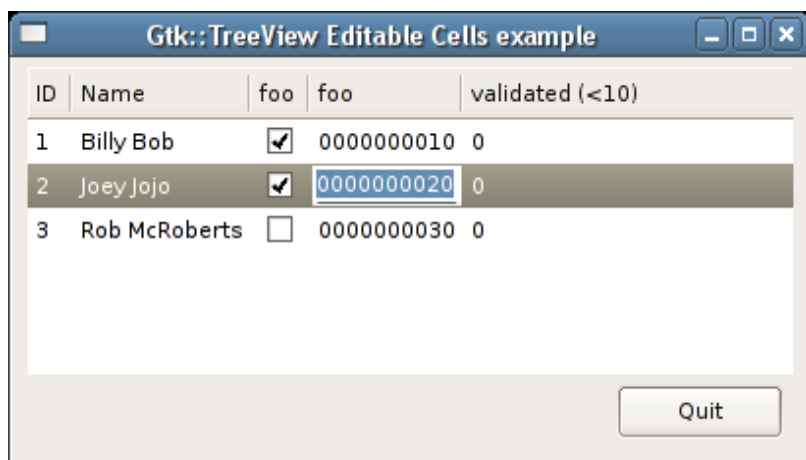 Gtk::TreeView Editable Cells example
ID Name foo foo validated (<10)
1 Billy Bob 0000000010 0
2 Joey Jojo 0000000020 0
3 Rob McRoberts 0000000030 0
Quit